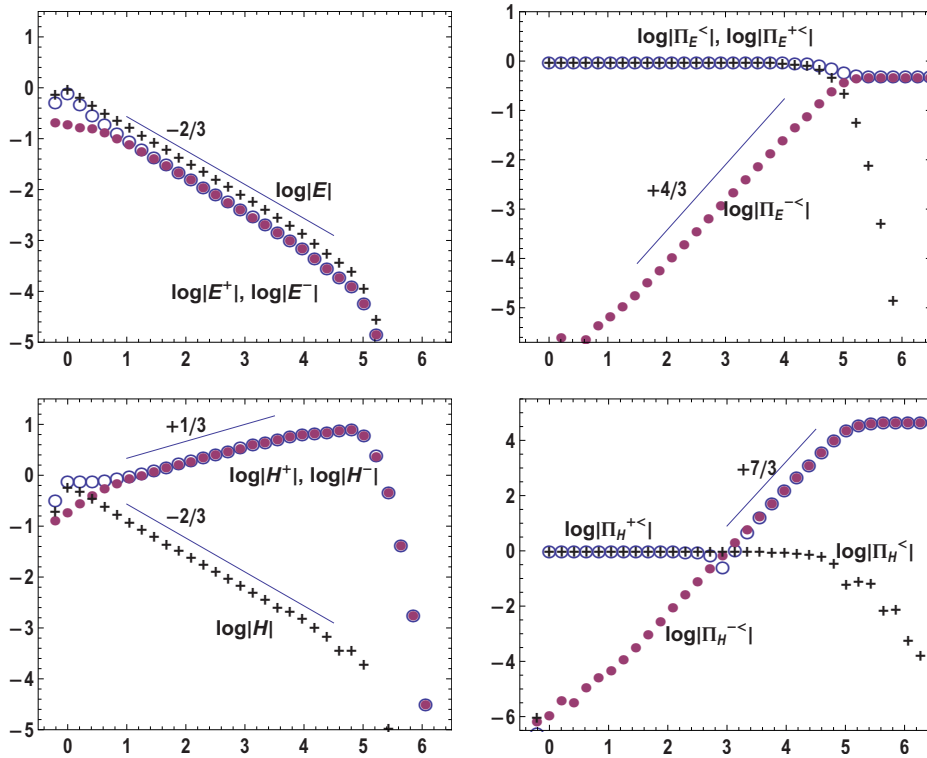 1
0
−1
−2
−3
−4
−5
0 1 2 3 4 5 6
−2/3
log|E|
log|E⁺|, log|E⁻|
1
0
−1
−2
−3
−4
−5
0 1 2 3 4 5 6
log|Π_E^<|, log|Π_E^{+<}|
+4/3
log|Π_E^{−<}|
1
0
−1
−2
−3
−4
−5
0 1 2 3 4 5 6
+1/3
log|H⁺|, log|H⁻|
−2/3
log|H|
4
2
0
−2
−4
−6
0 1 2 3 4 5 6
+7/3
log|Π_H^{+<}|
log|Π_H^<|
log|Π_H^{−<}|